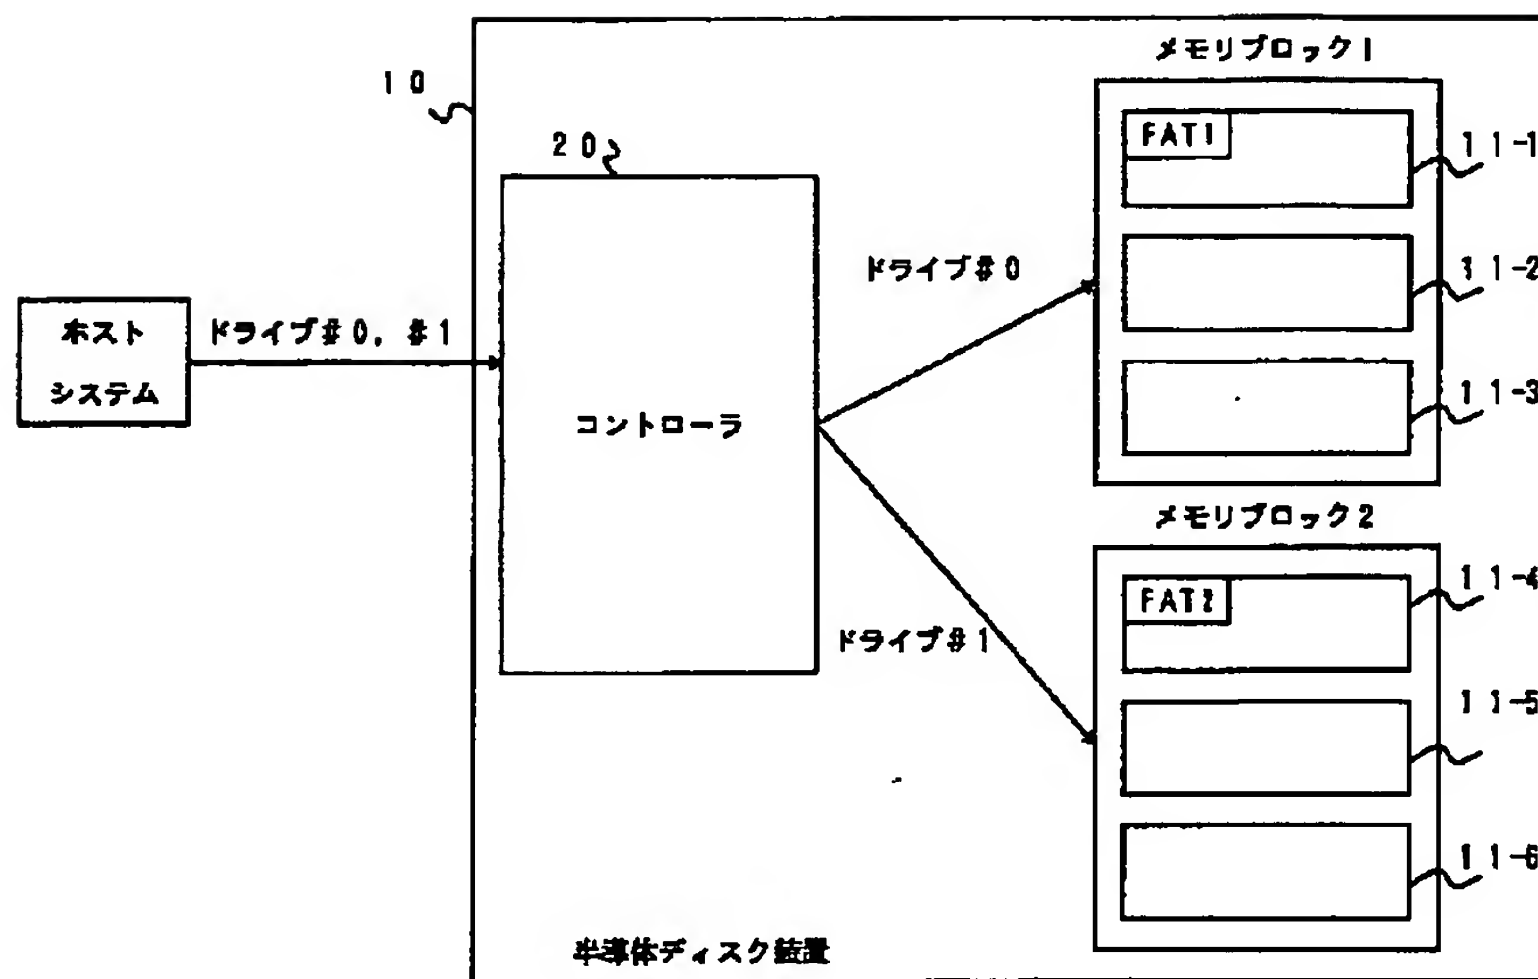 メモリブロック1
10
FAT1
11-1
20
ドライブ#0
11-2
ホスト
システム
ドライブ#0, #1
コントローラ
11-3
メモリブロック2
FAT2
11-4
ドライブ#1
11-5
11-6
半導体ディスク装置